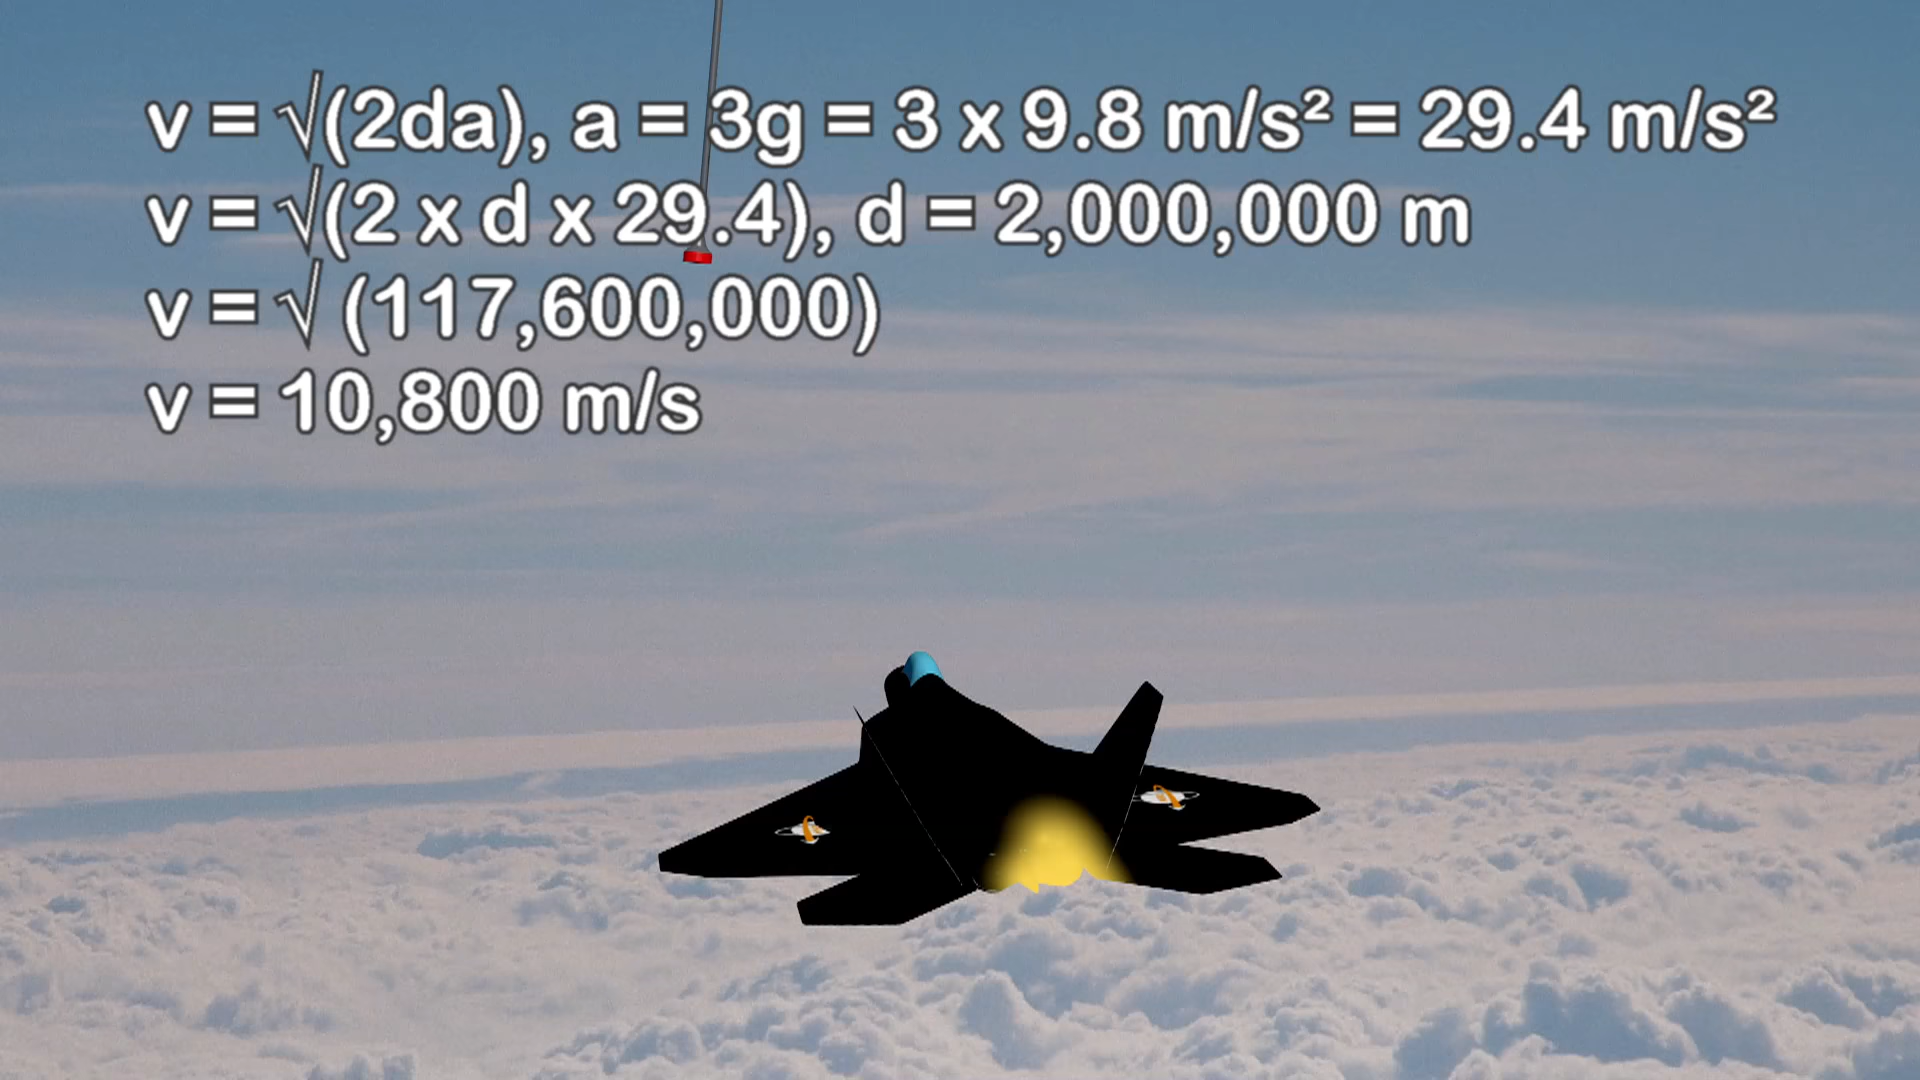 v = √(2da), a = 3g = 3 x 9.8 m/s² = 29.4 m/s²
v = √(2 x d x 29.4), d = 2,000,000 m
v = √ (117,600,000)
v = 10,800 m/s